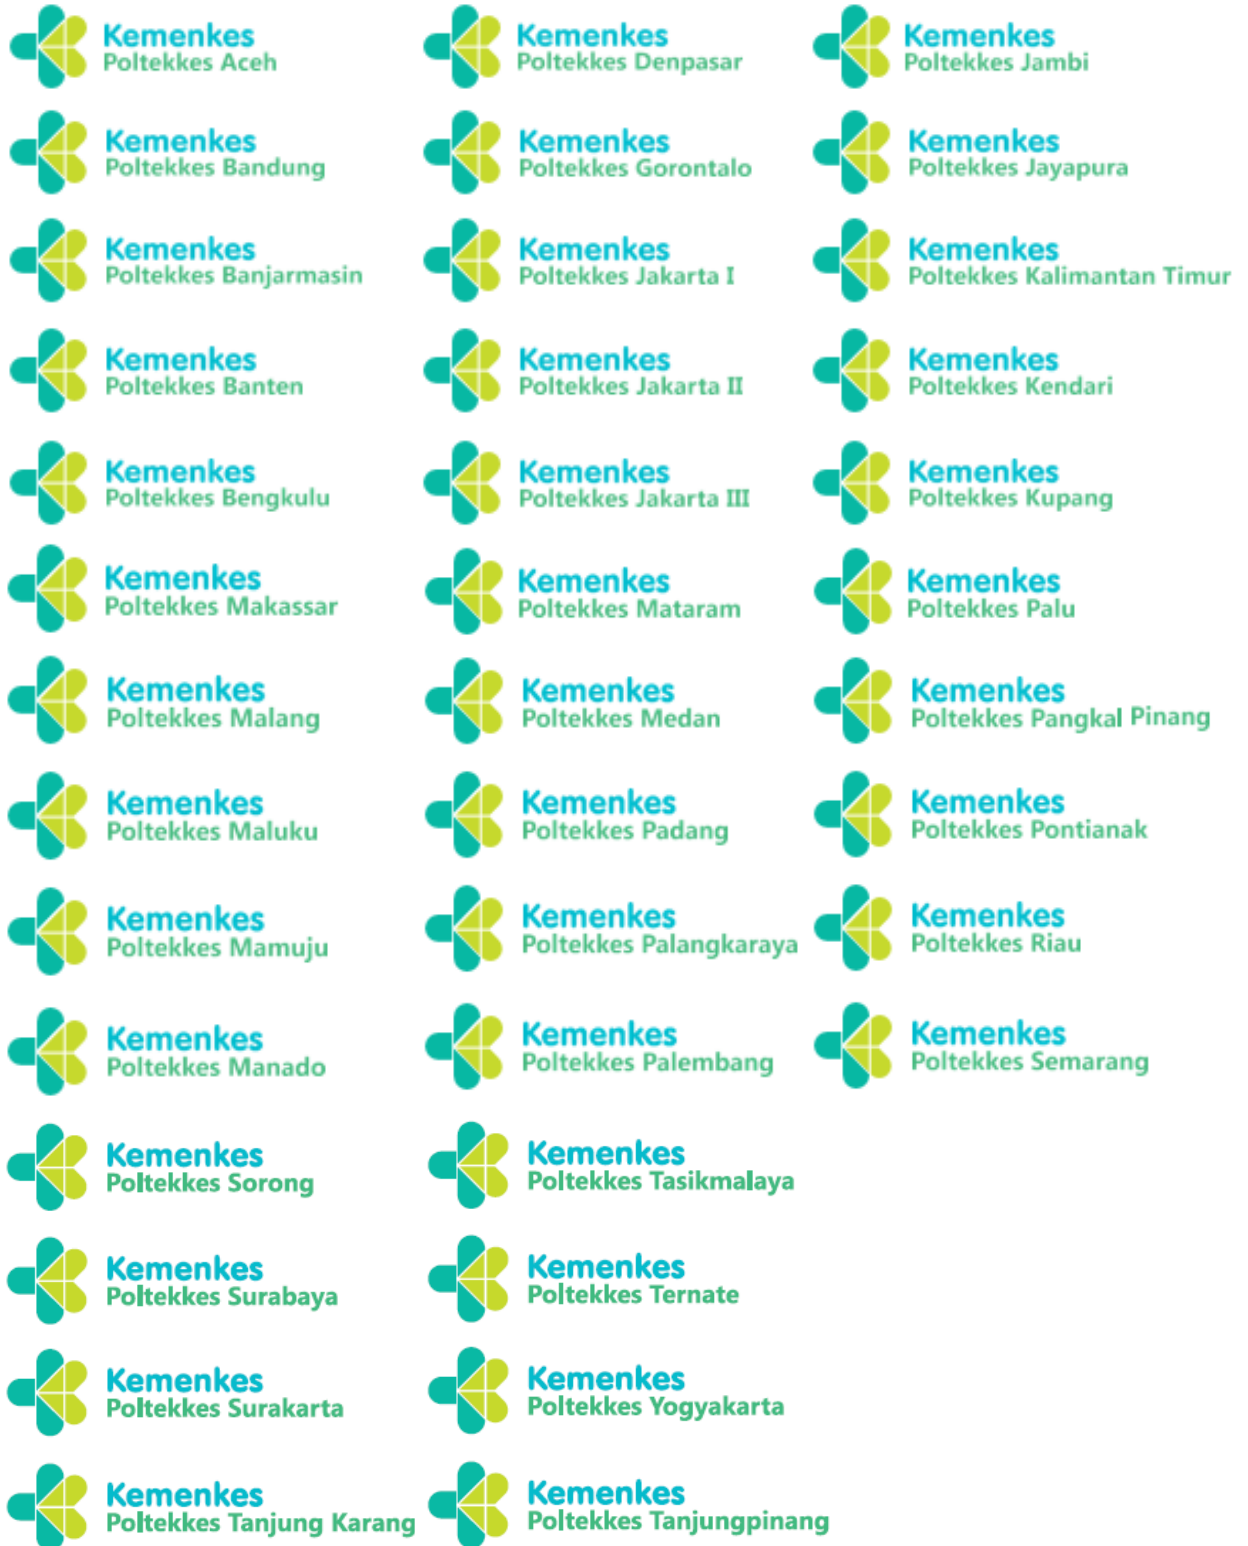 Kemenkes
Poltekkes Aceh
Kemenkes
Poltekkes Denpasar
Kemenkes
Poltekkes Jambi
Kemenkes
Poltekkes Bandung
Kemenkes
Poltekkes Gorontalo
Kemenkes
Poltekkes Jayapura
Kemenkes
Poltekkes Banjarmasin
Kemenkes
Poltekkes Jakarta I
Kemenkes
Poltekkes Kalimantan Timur
Kemenkes
Poltekkes Banten
Kemenkes
Poltekkes Jakarta II
Kemenkes
Poltekkes Kendari
Kemenkes
Poltekkes Bengkulu
Kemenkes
Poltekkes Jakarta III
Kemenkes
Poltekkes Kupang
Kemenkes
Poltekkes Makassar
Kemenkes
Poltekkes Mataram
Kemenkes
Poltekkes Palu
Kemenkes
Poltekkes Malang
Kemenkes
Poltekkes Medan
Kemenkes
Poltekkes Pangkal Pinang
Kemenkes
Poltekkes Maluku
Kemenkes
Poltekkes Padang
Kemenkes
Poltekkes Pontianak
Kemenkes
Poltekkes Mamuju
Kemenkes
Poltekkes Palangkaraya
Kemenkes
Poltekkes Riau
Kemenkes
Poltekkes Manado
Kemenkes
Poltekkes Palembang
Kemenkes
Poltekkes Semarang
Kemenkes
Poltekkes Sorong
Kemenkes
Poltekkes Tasikmalaya
Kemenkes
Poltekkes Surabaya
Kemenkes
Poltekkes Ternate
Kemenkes
Poltekkes Surakarta
Kemenkes
Poltekkes Yogyakarta
Kemenkes
Poltekkes Tanjung Karang
Kemenkes
Poltekkes Tanjungpinang